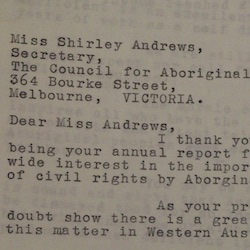 Miss Shirley Andrews,
Secretary,
The Council for Aboriginal
364 Bourke Street,
Melbourne, VICTORIA.
Dear Miss Andrews,
I thank you
being your annual report f
wide interest in the impor
of civil rights by Aborgin
As your pr
doubt show there is a grea
this matter in Western Aus